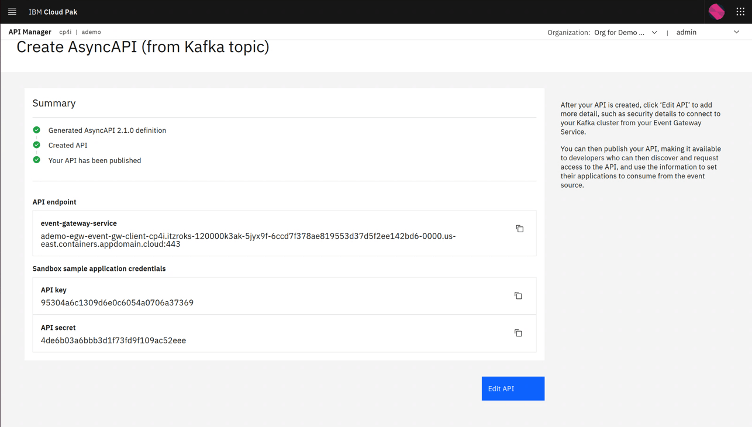 IBM Cloud Pak
API Manager cp4i | ademo Organization: Org for Demo ... | admin
Create AsyncAPI (from Kafka topic)
Summary
Generated AsyncAPI 2.1.0 definition
Created API
Your API has been published
API endpoint
event-gateway-service
ademo-egw-event-gw-client-cp4i.itzroks-120000k3ak-5jyx9f-6ccd7f378ae819553d37d5f2ee142bd6-0000.us-
east.containers.appdomain.cloud:443
Sandbox sample application credentials
API key
95304a6c1309d6e0c6054a0706a37369
API secret
4de6b03a6bbb3d1f73fd9f109ac52eee
After your API is created, click 'Edit API' to add
more detail, such as security details to connect to
your Kafka cluster from your Event Gateway
Service.
You can then publish your API, making it available
to developers who can then discover and request
access to the API, and use the information to set
their applications to consume from the event
source.
Edit API